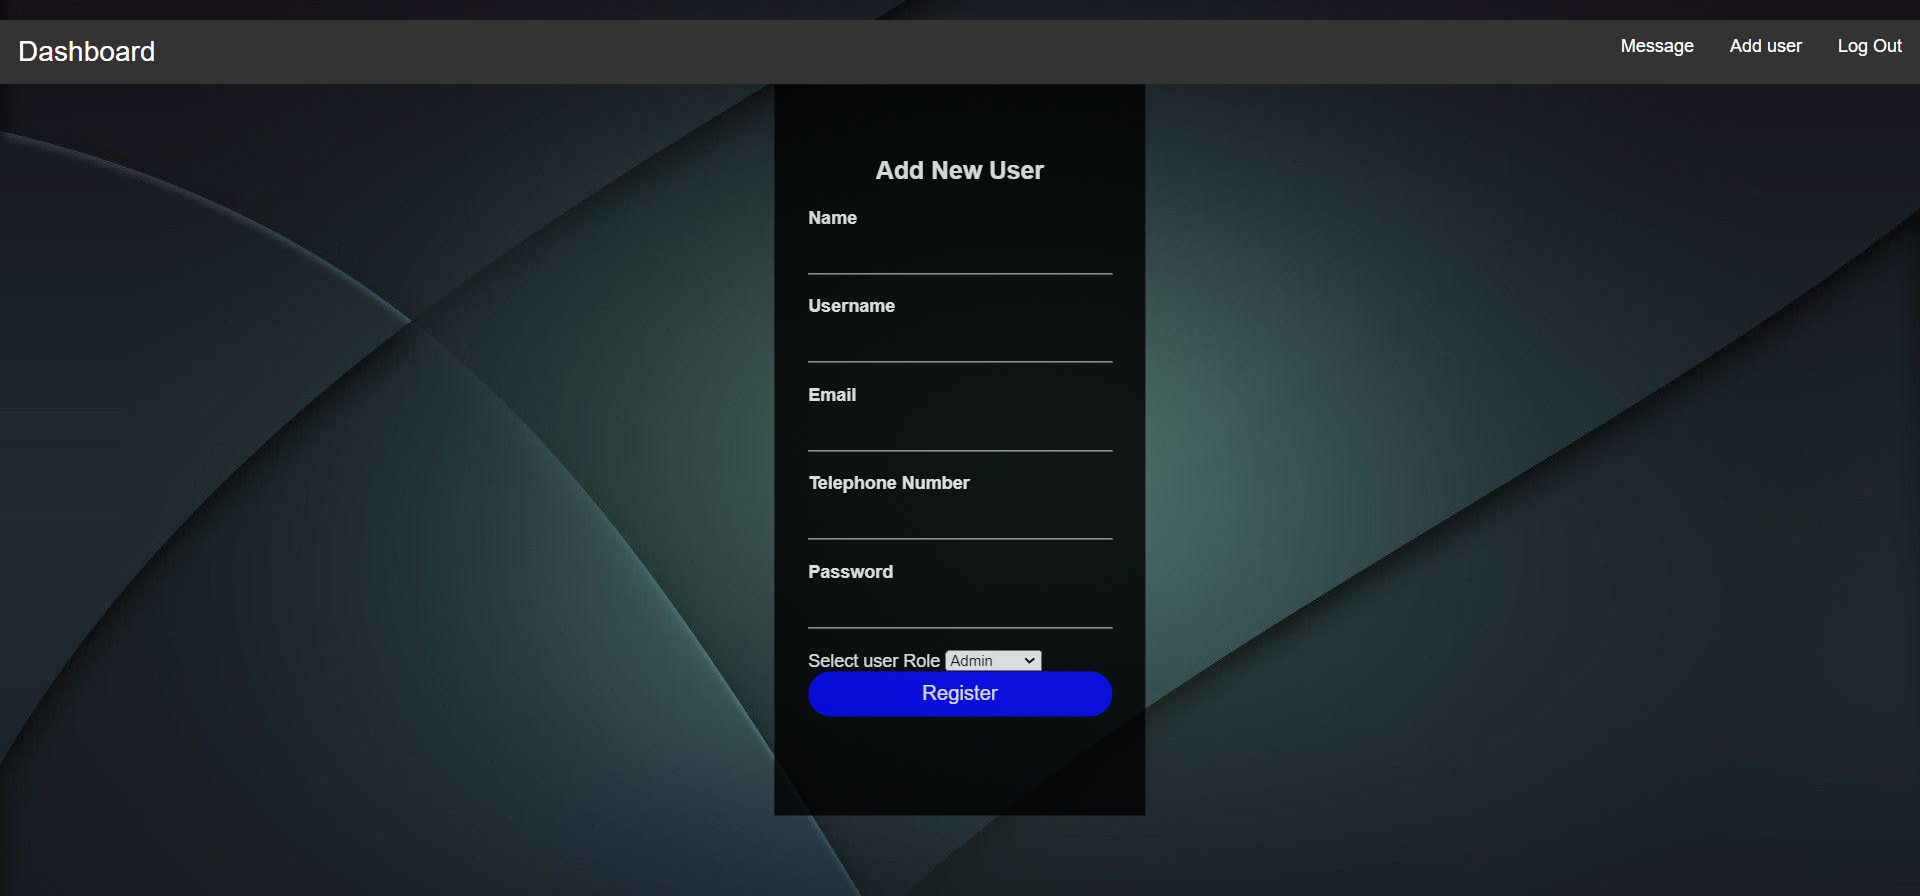 Dashboard
Message
Add user
Log Out
Add New User
Name
Username
Email
Telephone Number
Password
Select user Role Admin
Register